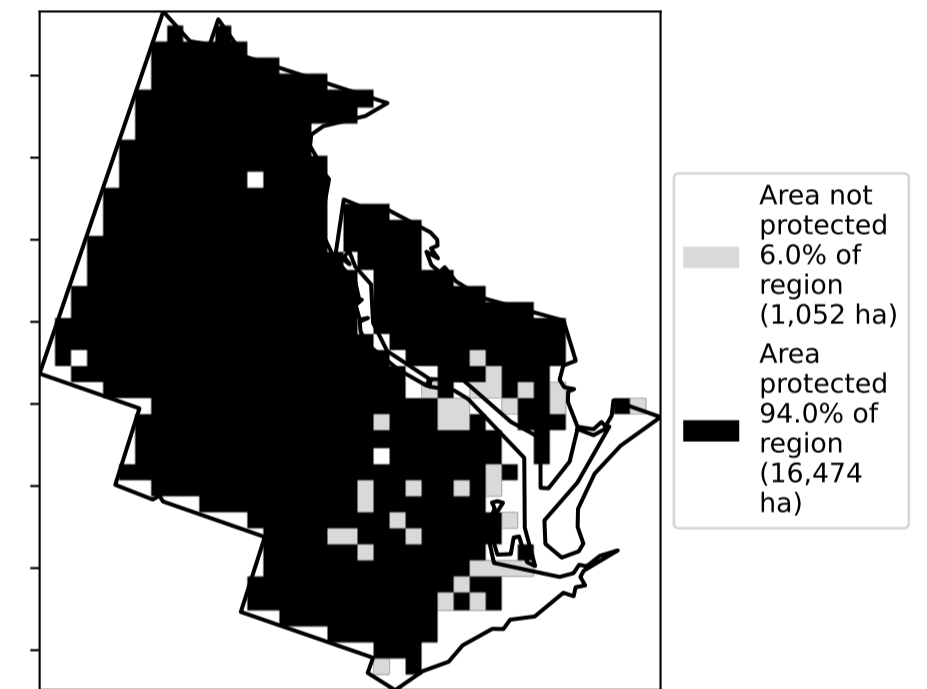 Area not
protected
6.0% of
region
(1,052 ha)
Area
protected
94.0% of
region
(16,474
ha)